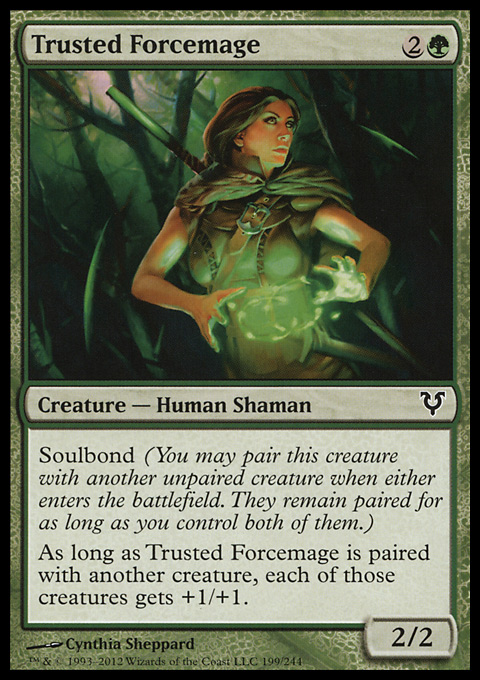 Trusted Forcemage 2
Creature — Human Shaman
Soulbond (You may pair this creature
with another unpaired creature when either
enters the battlefield. They remain paired for
as long as you control both of them.)
As long as Trusted Forcemage is paired
with another creature, each of those
creatures gets +1/+1.
Cynthia Sheppard
2/2
™ & © 1993–2012 Wizards of the Coast LLC 199/244